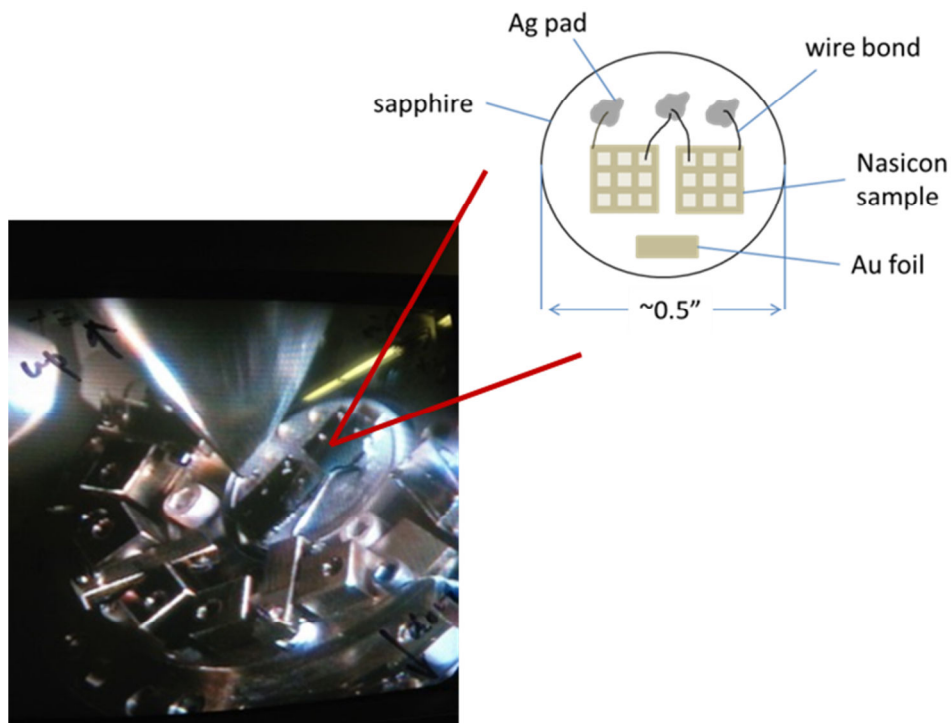 Ag pad
wire bond
sapphire
Nasicon
sample
Au foil
~0.5”
up